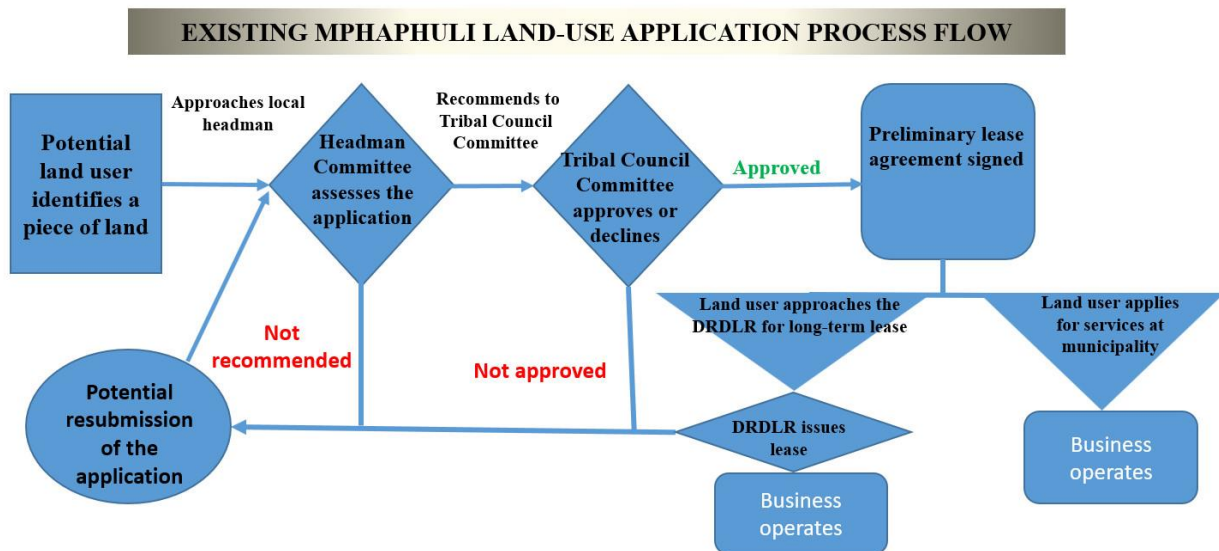 EXISTING MPHAPHULI LAND-USE APPLICATION PROCESS FLOW
Potential
land user
identifies a
piece of land
Approaches local
headman
Headman
Committee
assesses the
application
Recommends to
Tribal Council
Committee
Tribal Council
Committee
approves or
declines
Approved
Preliminary lease
agreement signed
Land user approaches the
DRDLR for long-term lease
Land user applies
for services at
municipality
Not
recommended
Not approved
Potential
resubmission
of the
application
DRDLR issues
lease
Business
operates
Business
operates